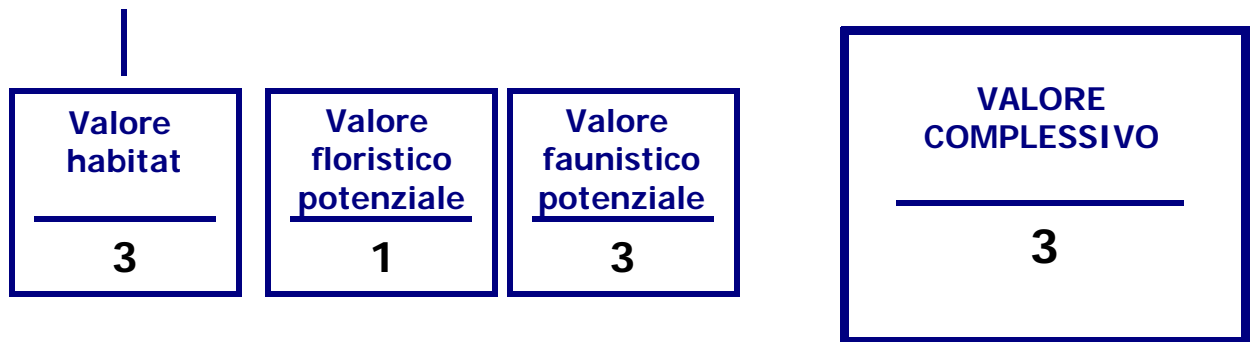 Valore
habitat
3
Valore
floristico
potenziale
1
Valore
faunistico
potenziale
3
VALORE
COMPLESSIVO
3